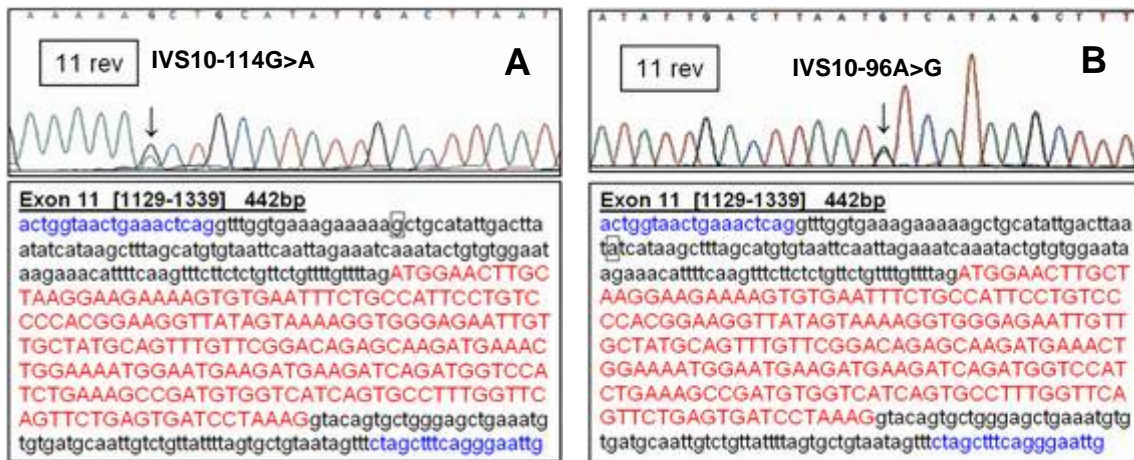 A A A A A G C T G C A T A T T G A C T T A A T
11 rev
IVS10-114G>A
A
Exon 11 [1129-1339] 442bp
actggtaactgaaactcaggtttggtgaaagaaaaagctgcatattgactta
atatcataagctttagcatgtgtaattcaattagaaatcaaatactgtgtggaat
aagaaacattttcaagtttcttctctgttctgttttgttttagATGGAACTTGC
TAAGGAAGAAAAGTGTGAATTTCTGCCATTCCTGTC
CCCACGGAAGGTTATAGTAAAAGGTGGGAGAATTGT
TGCTATGCAGTTTGTTCGGACAGAGCAAGATGAAAC
TGGAAAATGGAATGAAGATGAAGATCAGATGGTCCA
TCTGAAAGCCGATGTGGTCATCAGTGCCTTTGGTTC
AGTTCTGAGTGATCCTAAAGgtacagtgctgggagctgaaatg
tgtgatgcaattgtctgttattttagtgctgtaatagtttctagctttcagggaattg
A T A T T G A C T T A A T G T C A T A A G C T T T
11 rev
IVS10-96A>G
B
Exon 11 [1129-1339] 442bp
actggtaactgaaactcaggtttggtgaaagaaaaagctgcatattgacttaa
tatcataagctttagcatgtgtaattcaattagaaatcaaatactgtgtggaata
agaaacattttcaagtttcttctctgttctgttttgttttagATGGAACTTGCT
AAGGAAGAAAAGTGTGAATTTCTGCCATTCCTGTCC
CCACGGAAGGTTATAGTAAAAGGTGGGAGAATTGTT
GCTATGCAGTTTGTTCGGACAGAGCAAGATGAAACT
GGAAAATGGAATGAAGATGAAGATCAGATGGTCCAT
CTGAAAGCCGATGTGGTCATCAGTGCCTTTGGTTCA
GTTCTGAGTGATCCTAAAGgtacagtgctgggagctgaaatgtg
tgatgcaattgtctgttattttagtgctgtaatagtttctagctttcagggaattg